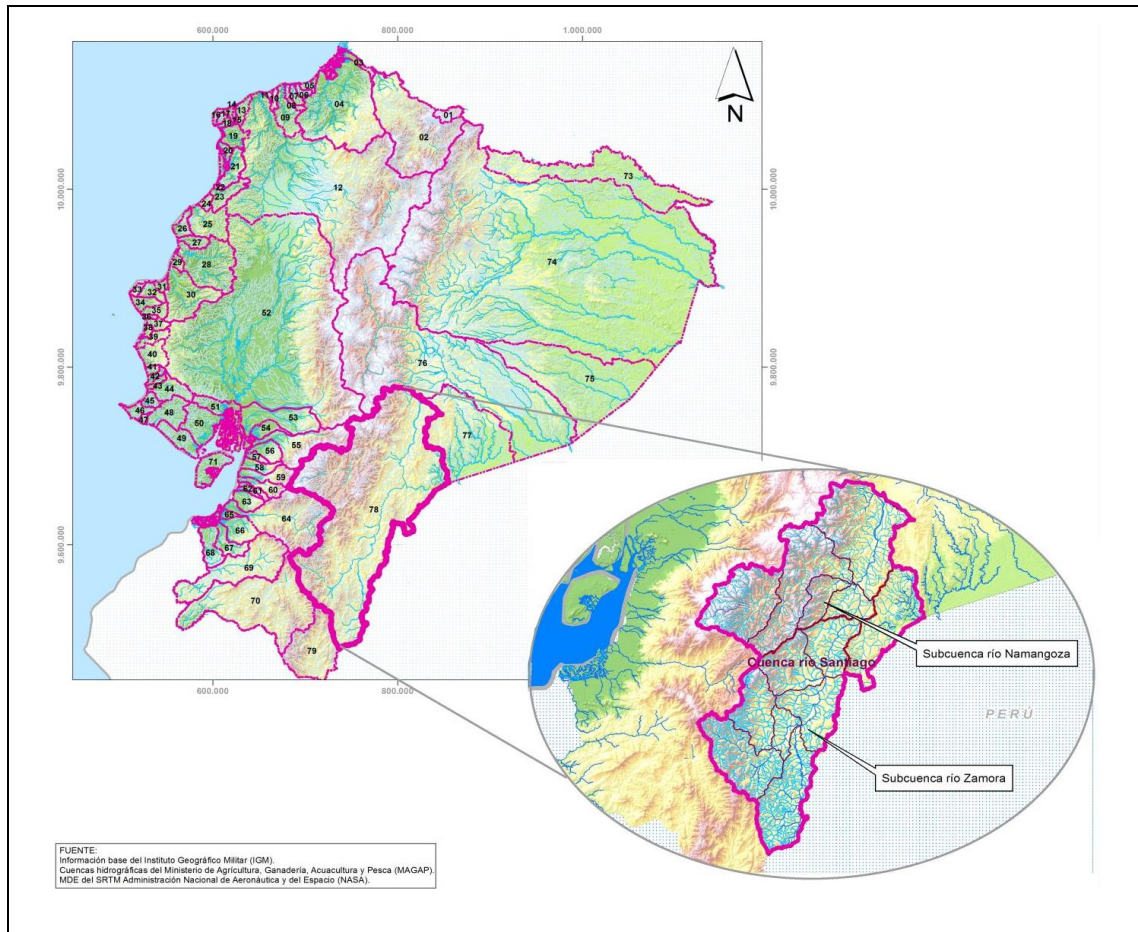 600.000 800.000 1.000.000
03
05
11 10 07 06
14 08 04 01
16 17 13
18 15 09
02
19
N
20
21
73
22 12
23
24
10.000.000 10.000.000
26 25
27
29 28 74
33 32 31 30
34
35
36 37 52
38
39
40 76
41 75
42
43 44
9.800.000 9.800.000
45
46 48 51 53
47 50 54 77
49 55
56
57
71 58
59
62 61 60
63 78
65 64
66
9.600.000 9.600.000
68 67
69
70
79
600.000 800.000
Subcuenca río Namangoza
Cuenca río Santiago
PERÚ
Subcuenca río Zamora
FUENTE:
Información base del Instituto Geográfico Militar (IGM).
Cuencas hidrográficas del Ministerio de Agrícultura, Ganadería, Acuacultura y Pesca (MAGAP).
MDE del SRTM Administración Nacional de Aeronáutica y del Espacio (NASA).